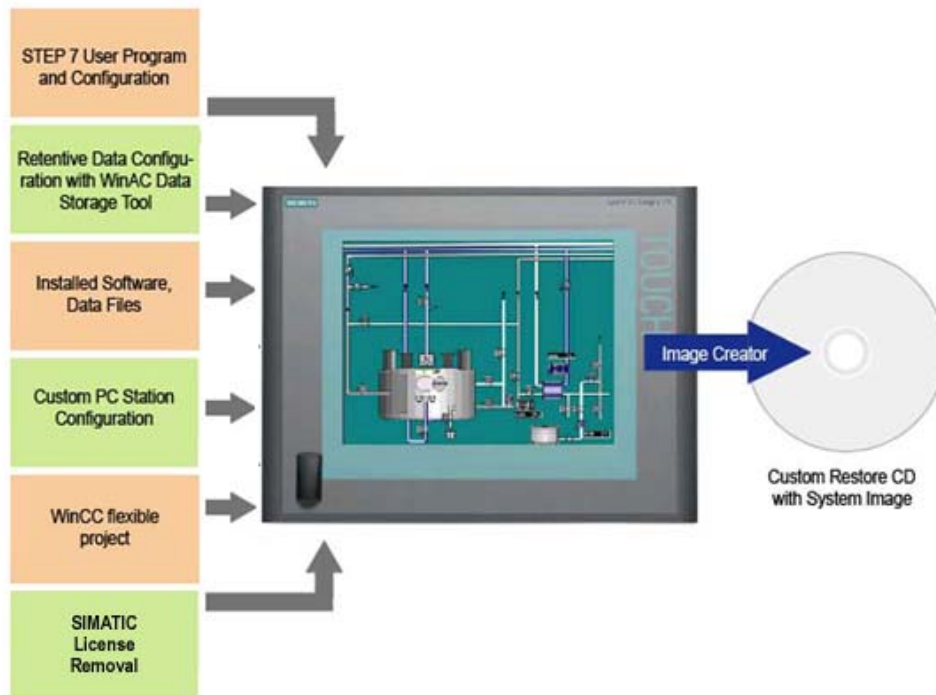 STEP 7 User Program
and Configuration
Retentive Data Configu-
ration with WinAC Data
Storage Tool
Installed Software,
Data Files
Custom PC Station
Configuration
WinCC flexible
project
SIMATIC
License
Removal
SIEMENS
TOUCH
Image Creator
Custom Restore CD
with System Image